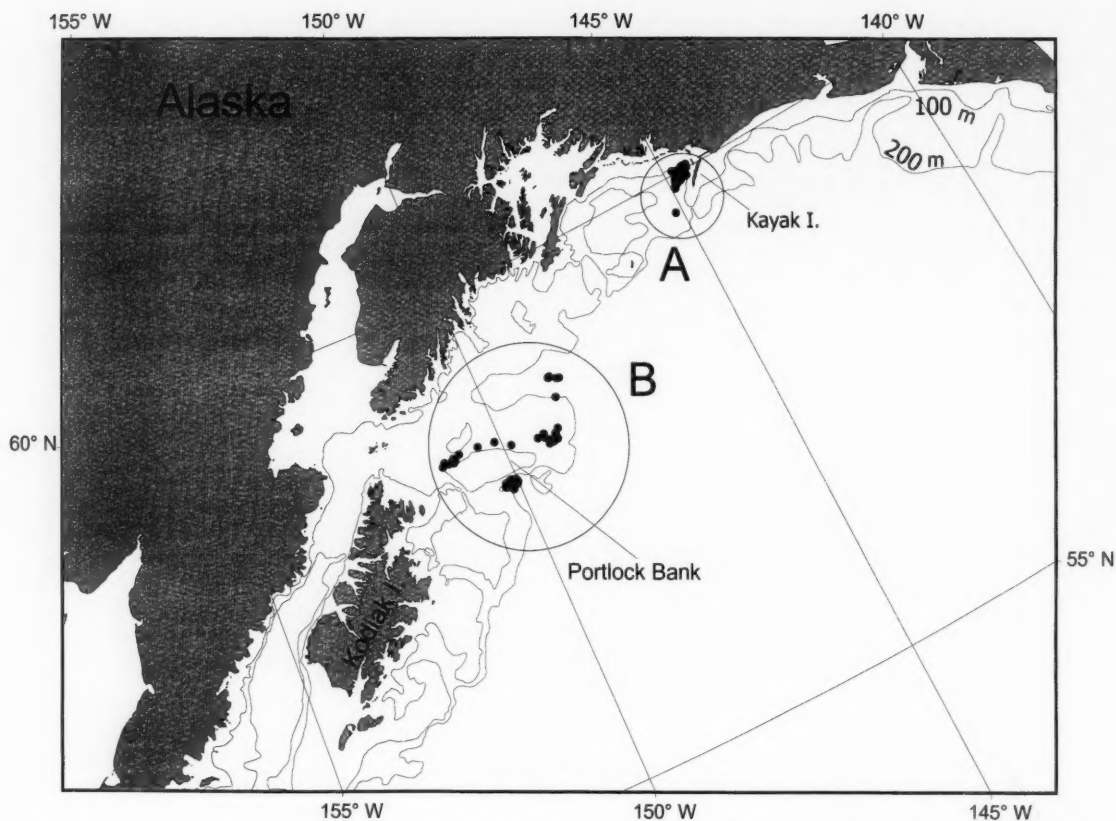 155° W
150° W
145° W
140° W
Alaska
100 m
200 m
Kayak I.
A
B
60° N
Portlock Bank
55° N
Kodiak I.
155° W
150° W
145° W